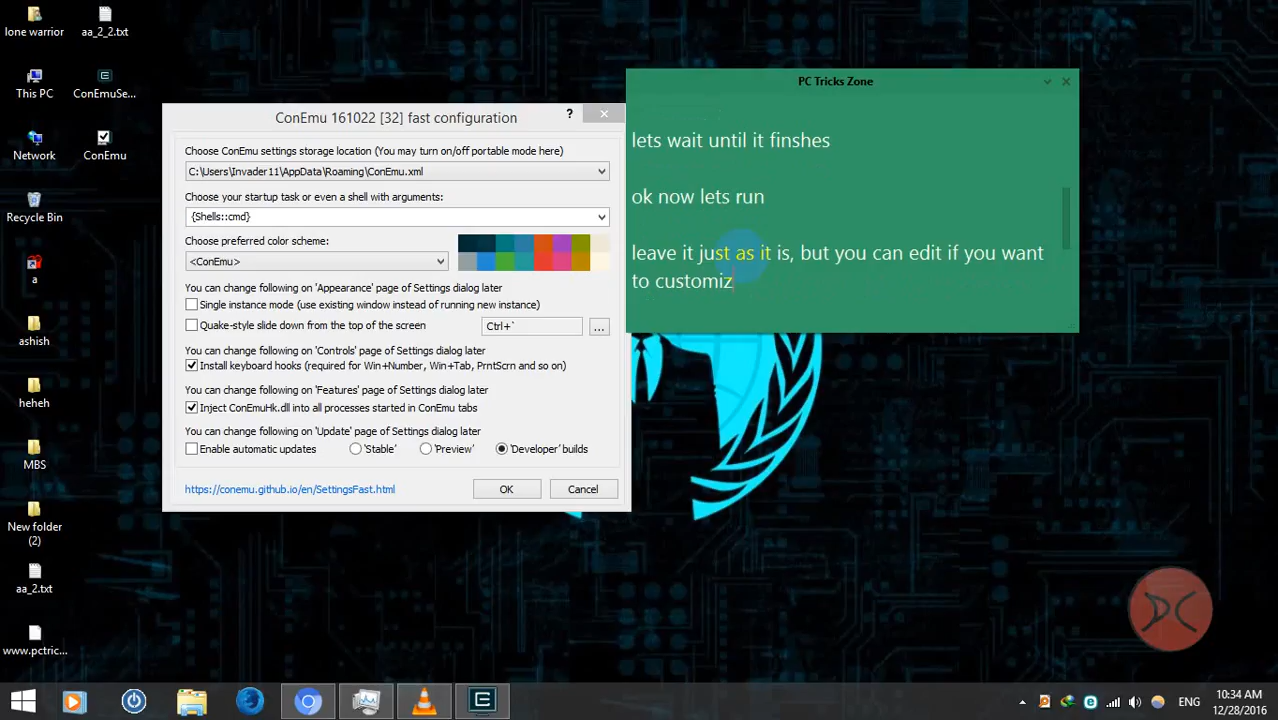 lone warrior
aa_2_2.txt
This PC
ConEmuSe...
Network
ConEmu
Recycle Bin
a
ashish
heheh
MBS
New folder
(2)
aa_2.txt
www.pctric...
ConEmu 161022 [32] fast configuration
?
Choose ConEmu settings storage location (You may turn on/off portable mode here)
C:\Users\Invader11\AppData\Roaming\ConEmu.xml
Choose your startup task or even a shell with arguments:
{Shells::cmd}
Choose preferred color scheme:
<ConEmu>
You can change following on 'Appearance' page of Settings dialog later
Single instance mode (use existing window instead of running new instance)
Quake-style slide down from the top of the screen
Ctrl+`
...
You can change following on 'Controls' page of Settings dialog later
Install keyboard hooks (required for Win+Number, Win+Tab, PrntScrn and so on)
You can change following on 'Features' page of Settings dialog later
Inject ConEmuHk.dll into all processes started in ConEmu tabs
You can change following on 'Update' page of Settings dialog later
Enable automatic updates 'Stable' 'Preview' 'Developer' builds
https://conemu.github.io/en/SettingsFast.html
OK
Cancel
PC Tricks Zone
lets wait until it finshes
ok now lets run
leave it just as it is, but you can edit if you want
to customiz
PC
ENG
10:34 AM
12/28/2016